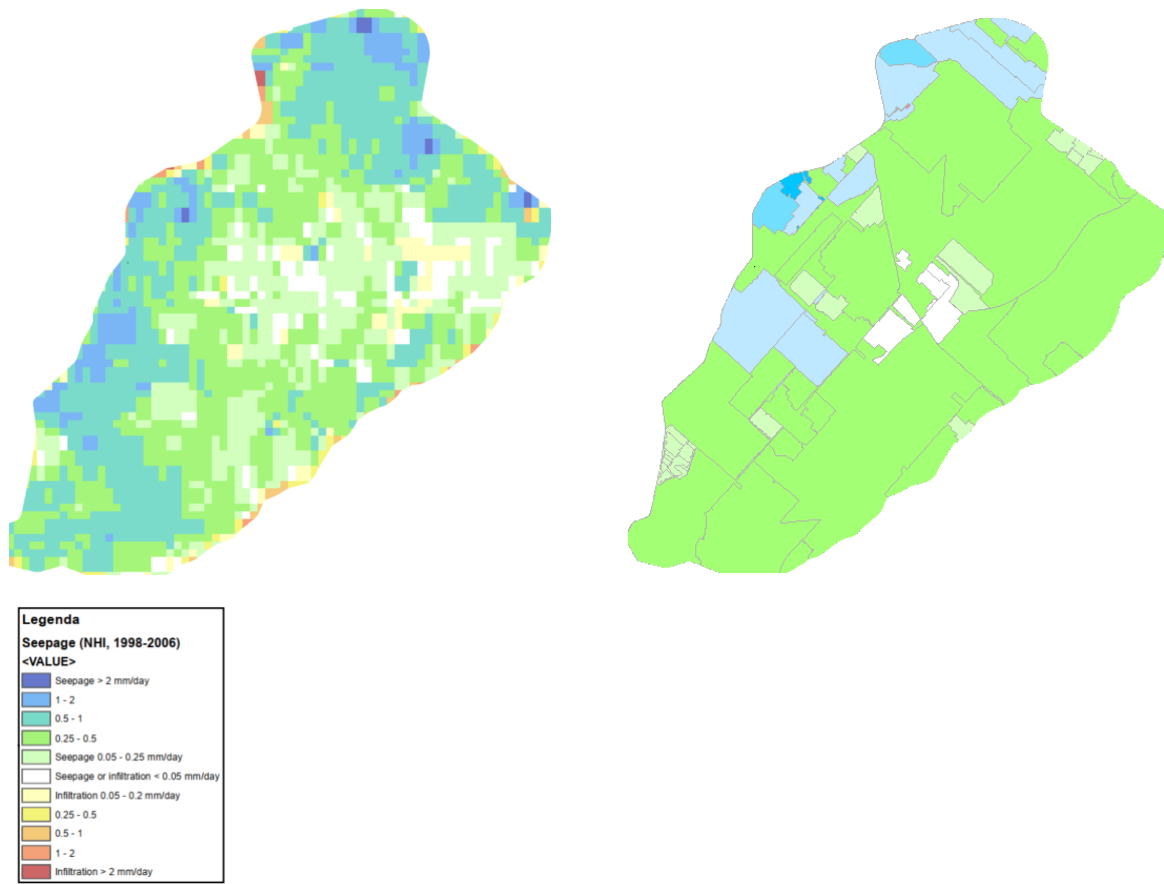 Legenda
Seepage (NHI, 1998-2006)
<VALUE>
Seepage > 2 mm/day
1 - 2
0.5 - 1
0.25 - 0.5
Seepage 0.05 - 0.25 mm/day
Seepage or infiltration < 0.05 mm/day
Infiltration 0.05 - 0.2 mm/day
0.25 - 0.5
0.5 - 1
1 - 2
Infiltration > 2 mm/day